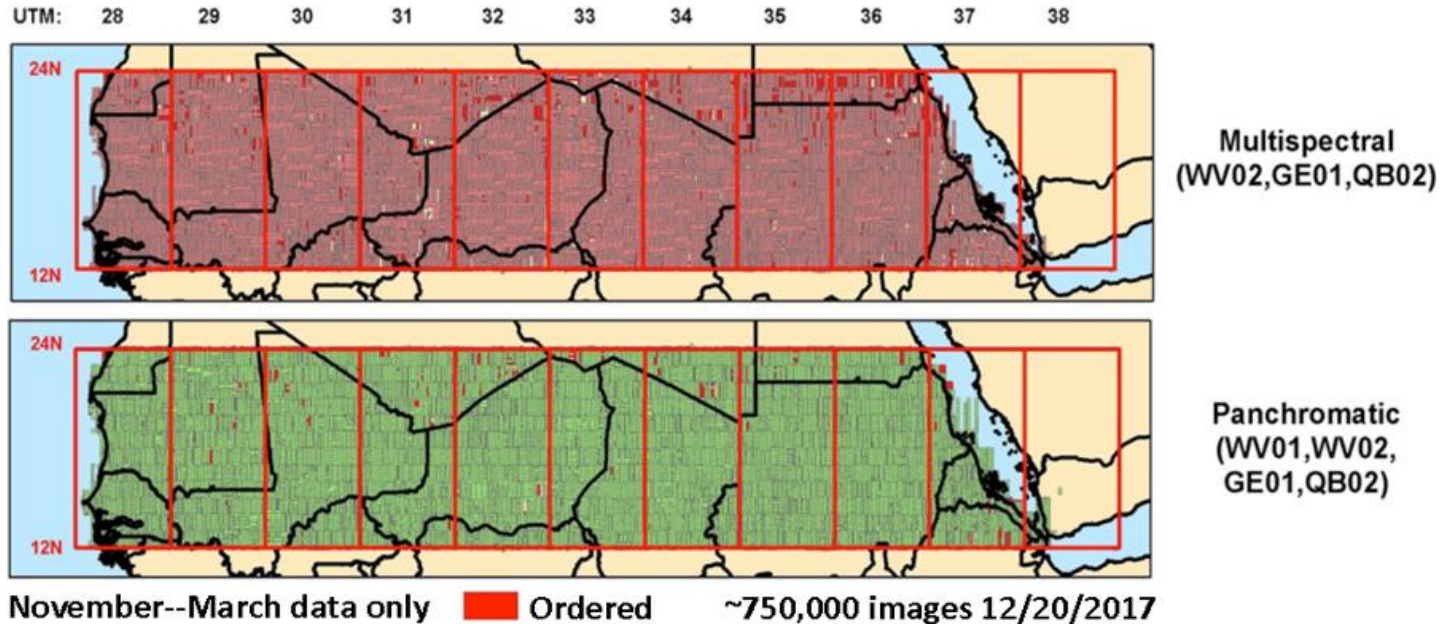 UTM: 28 29 30 31 32 33 34 35 36 37 38
24N
12N
Multispectral
(WV02,GE01,QB02)
24N
12N
Panchromatic
(WV01,WV02,
GE01,QB02)
November--March data only Ordered ~750,000 images 12/20/2017